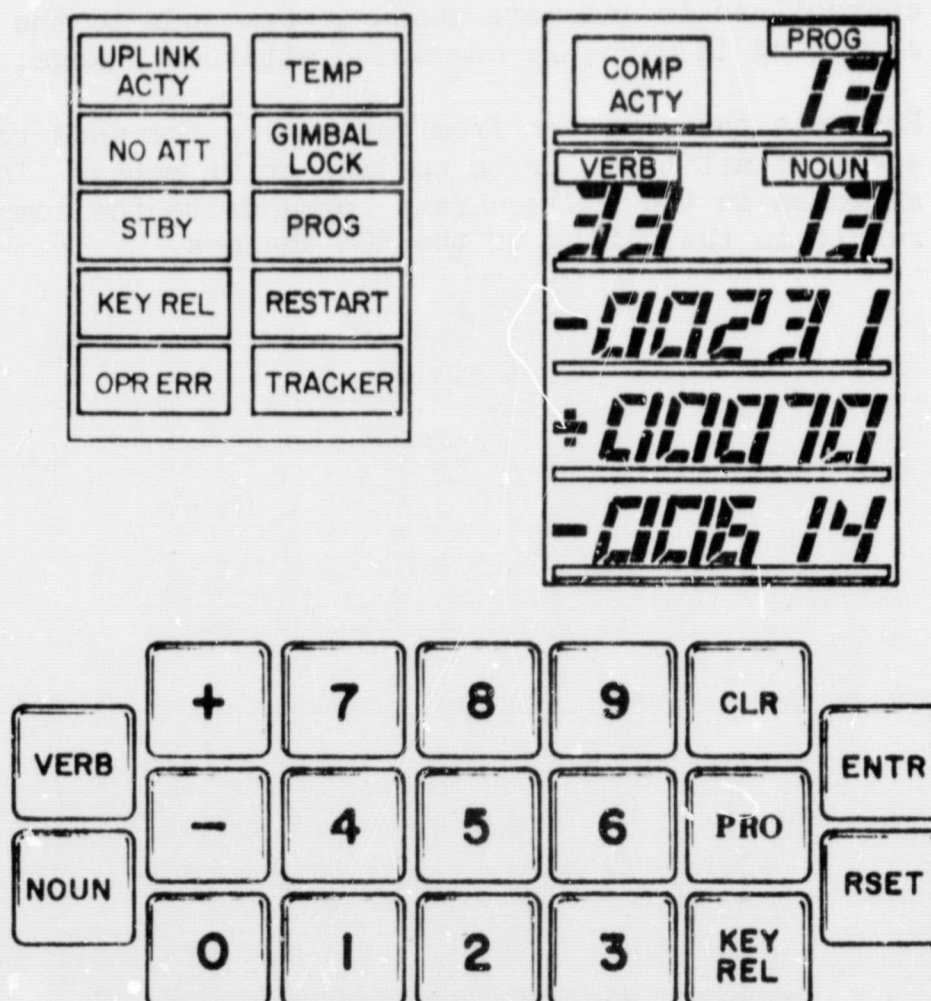 UPLINK
ACTY
TEMP
NO ATT
GIMBAL
LOCK
STBY
PROG
KEY REL
RESTART
OPR ERR
TRACKER
COMP
ACTY
PROG
13
VERB
NOUN
33
13
-00231
+00070
-00614
VERB
NOUN
+ 7 8 9 CLR
- 4 5 6 PRO
0 1 2 3 KEY
REL
ENTR
RSET